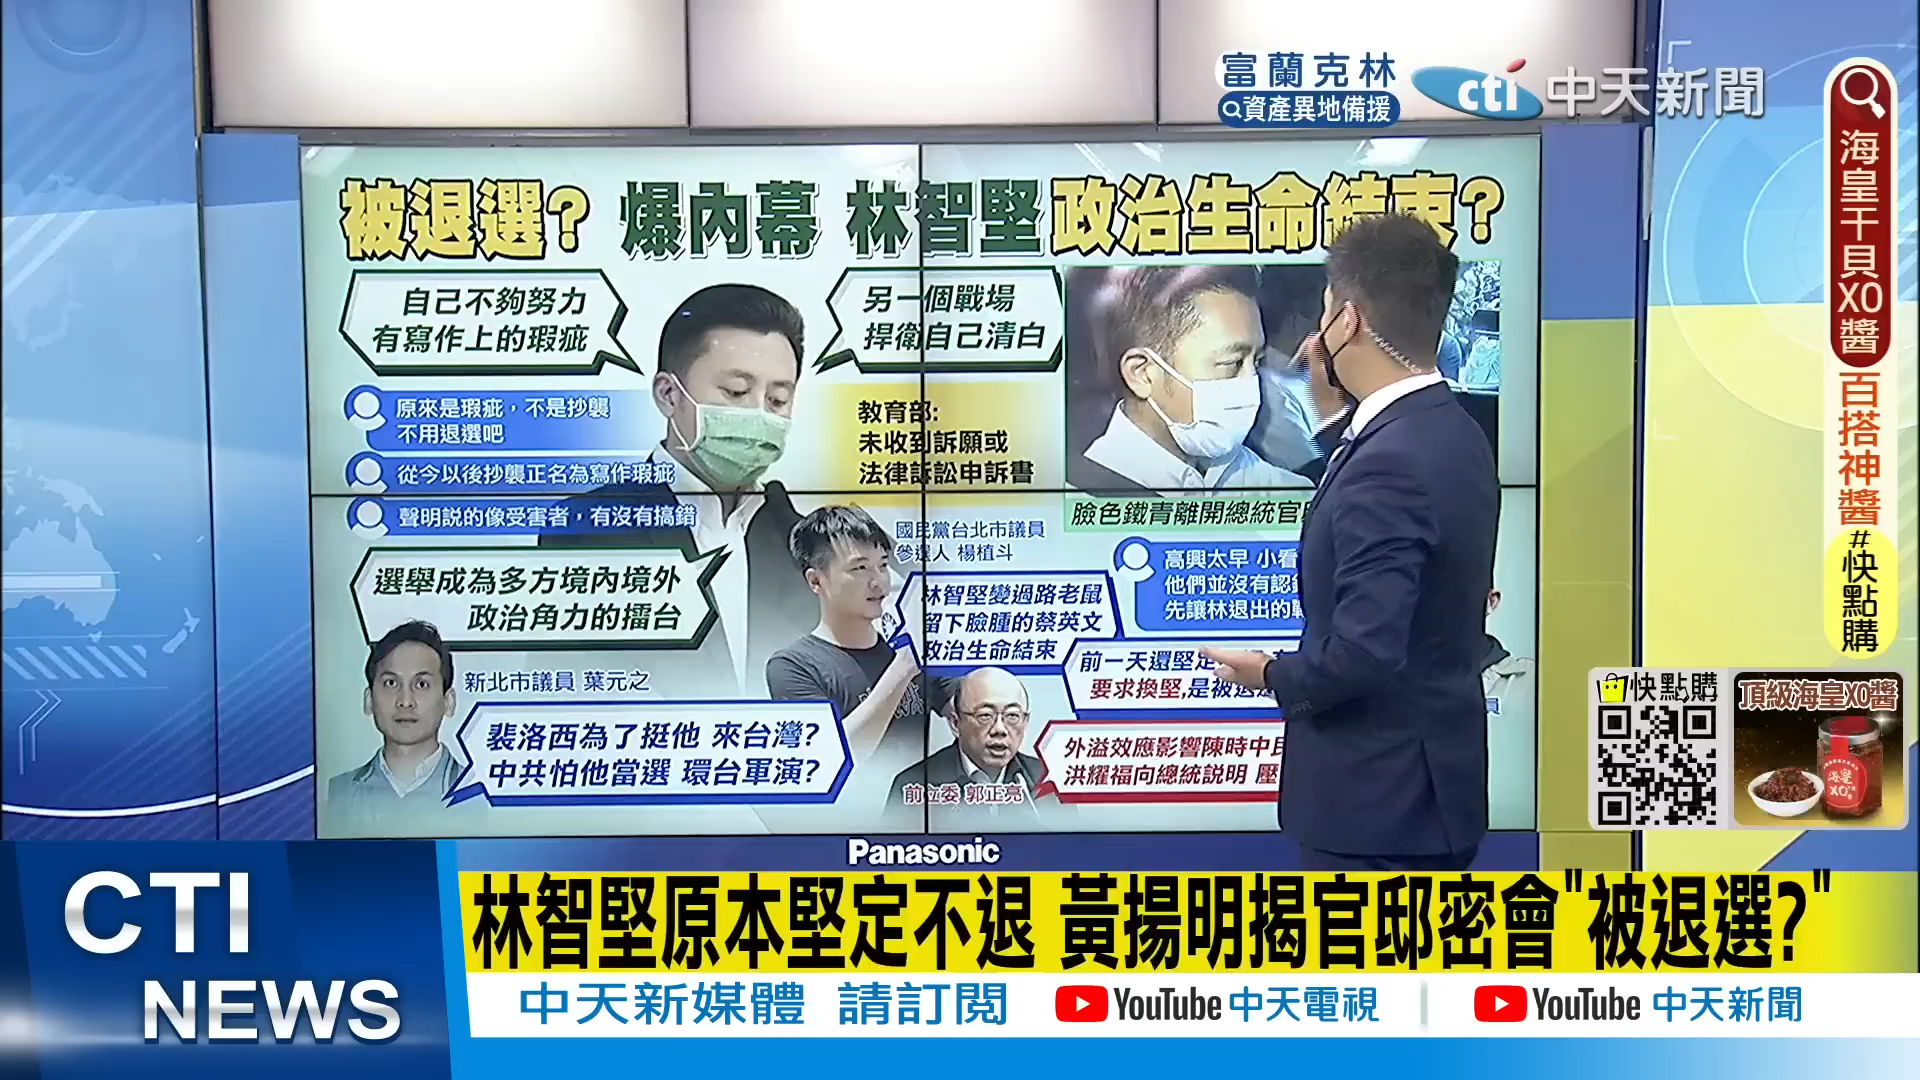 富蘭克林
資產異地備援
cti 中天新聞
海皇干貝XO醬
百搭神醬
#快點購
快點購
頂級海皇XO醬
被退選? 爆內幕 林智堅政治生命結束?
自己不夠努力
有寫作上的瑕疵
另一個戰場
捍衛自己清白
原來是瑕疵,不是抄襲
不用退選吧
從今以後抄襲正名為寫作瑕疵
聲明說的像受害者,有沒有搞錯
教育部:
未收到訴願或
法律訴訟申訴書
臉色鐵青離開總統官
選舉成為多方境內境外
政治角力的擂台
新北市議員 葉元之
裴洛西為了挺他 來台灣?
中共怕他當選 環台軍演?
國民黨台北市議員
參選人 楊植斗
林智堅變過路老鼠
留下臉腫的蔡英文
政治生命結束
高興太早 小看
他們並沒有認
先讓林退出的
前一天還堅定
要求換堅,是被退
外溢效應影響陳時中
洪耀福向總統說明 壓
前立委 郭正亮
Panasonic
CTI
NEWS
林智堅原本堅定不退 黃揚明揭官邸密會"被退選?"
中天新媒體 請訂閱 YouTube 中天電視 YouTube 中天新聞